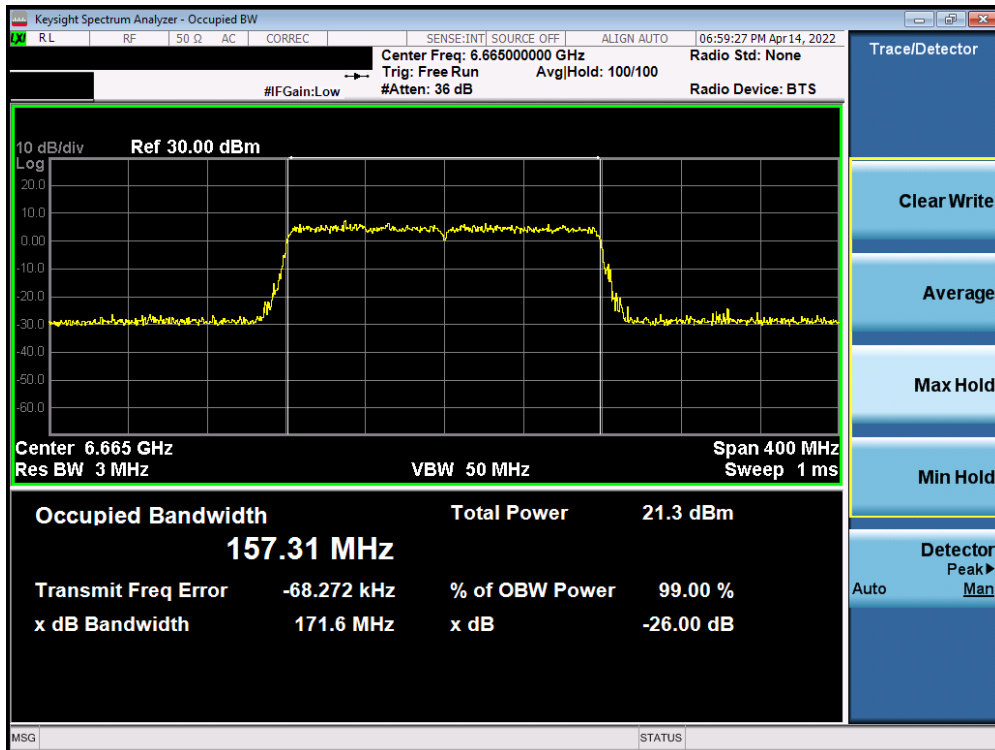 Keysight Spectrum Analyzer - Occupied BW
LXI RL RF 50 Ω AC CORREC SENSE:INT SOURCE OFF ALIGN AUTO 06:59:27 PM Apr 14, 2022
Center Freq: 6.665000000 GHz Radio Std: None
Trig: Free Run Avg|Hold: 100/100
#IFGain:Low #Atten: 36 dB Radio Device: BTS
Trace/Detector
10 dB/div Ref 30.00 dBm
Log
20.0
10.0
0.00
-10.0
-20.0
-30.0
-40.0
-50.0
-60.0
Center 6.665 GHz Span 400 MHz
Res BW 3 MHz VBW 50 MHz Sweep 1 ms
Occupied Bandwidth Total Power 21.3 dBm
157.31 MHz
Transmit Freq Error -68.272 kHz % of OBW Power 99.00 %
x dB Bandwidth 171.6 MHz x dB -26.00 dB
Clear Write
Average
Max Hold
Min Hold
Detector
Peak▶
Auto Man
MSG STATUS